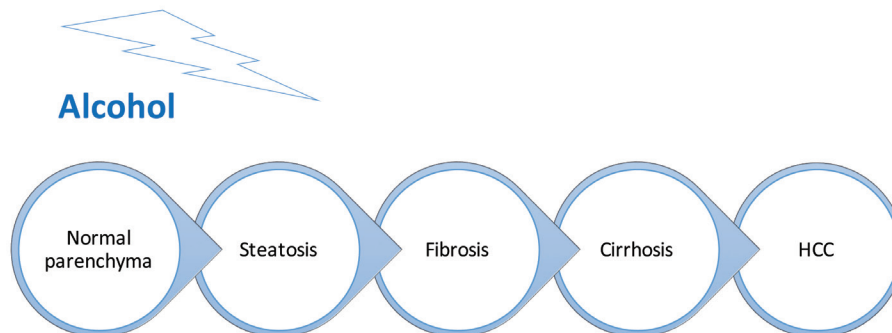 Alcohol
Normal
parenchyma
Steatosis
Fibrosis
Cirrhosis
HCC